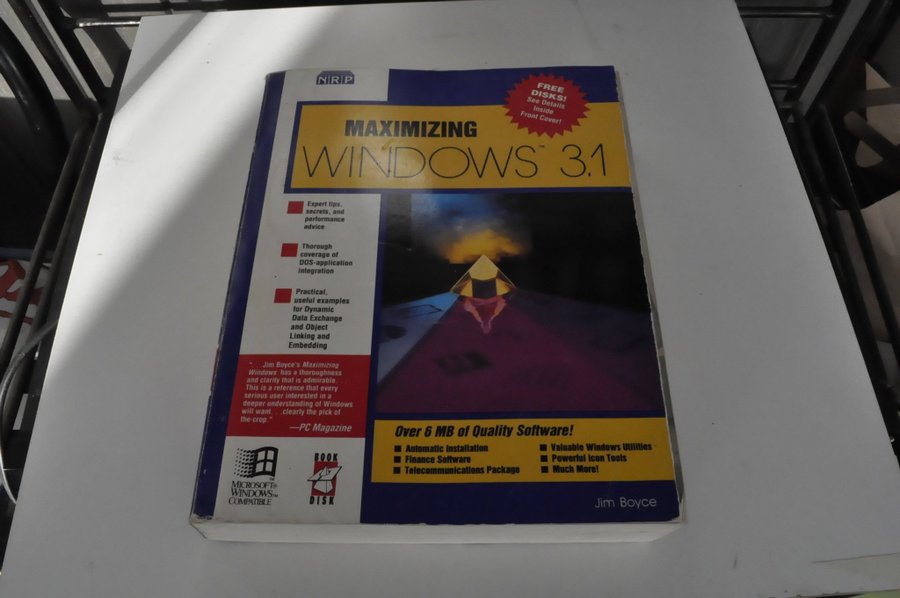 NRP
FREE
DISKS!
See Details
Inside
Front Cover!
MAXIMIZING
WINDOWS™ 3.1
Expert tips,
secrets, and
performance
advice
Thorough
coverage of
DOS-application
integration
Practical,
useful examples
for Dynamic
Data Exchange
and Object
Linking and
Embedding
"... Jim Boyce's Maximizing
Windows has a thoroughness
and clarity that is admirable.
This is a reference that every
serious user interested in a
deeper understanding of Windows
will want. . .clearly the pick of
the crop."
—PC Magazine
Over 6 MB of Quality Software!
Automatic Installation
Finance Software
Telecommunications Package
Valuable Windows Utilities
Powerful Icon Tools
Much More!
MICROSOFT®
WINDOWS™
COMPATIBLE
BOOK
DISK
Jim Boyce